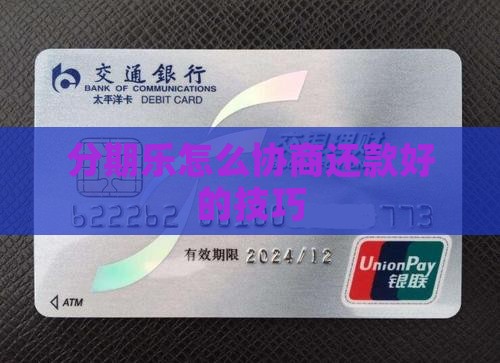 交通銀行
BANK OF COMMUNICATIONS
太平洋卡 DEBIT CARD
分期乐怎么协商还款好
的技巧
622262
773
有效期限 2024/12
ATM
UnionPay
银联